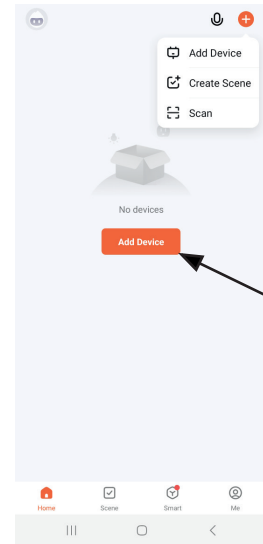 Add Device
Create Scene
Scan
No devices
Add Device
Home Scene Smart Me